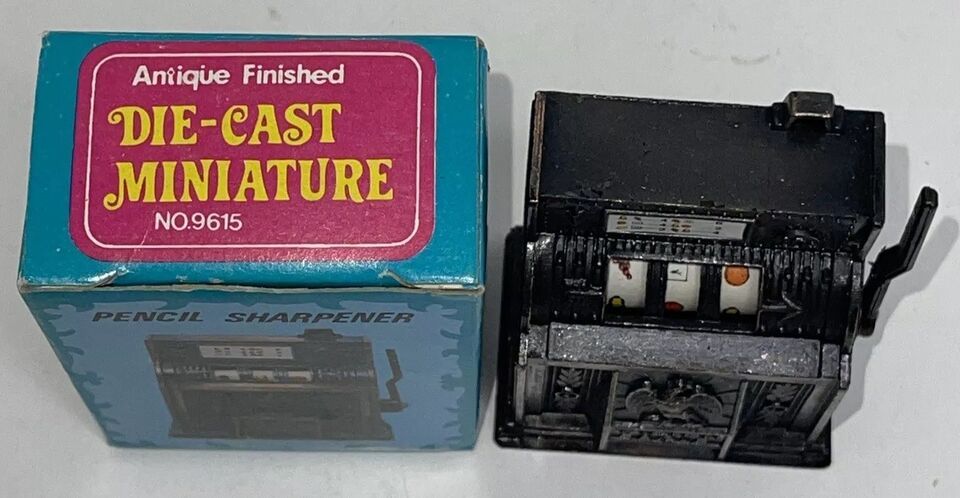 Antique Finished
DIE-CAST
MINIATURE
NO.9615
PENCIL SHARPENER